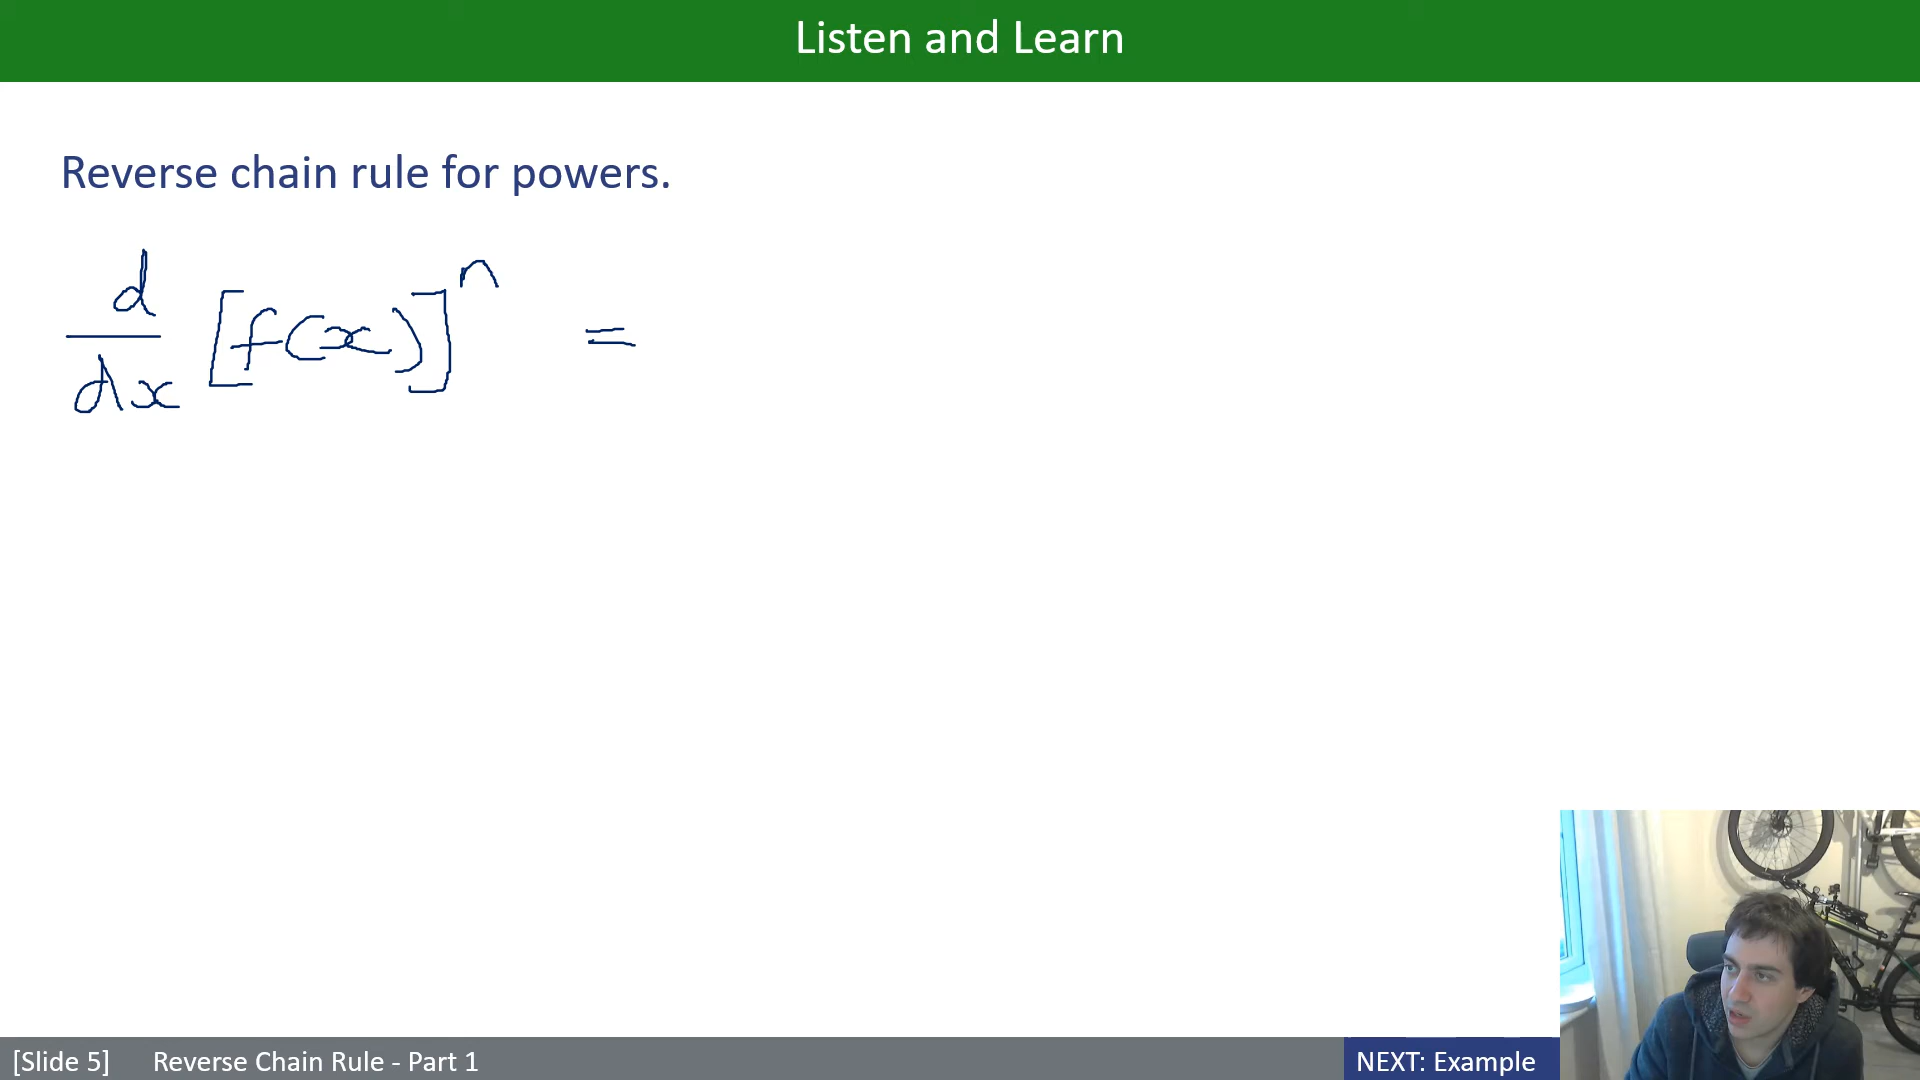 Listen and Learn
Reverse chain rule for powers.
d/dx [f(x)]^n =
[Slide 5] Reverse Chain Rule - Part 1 NEXT: Example